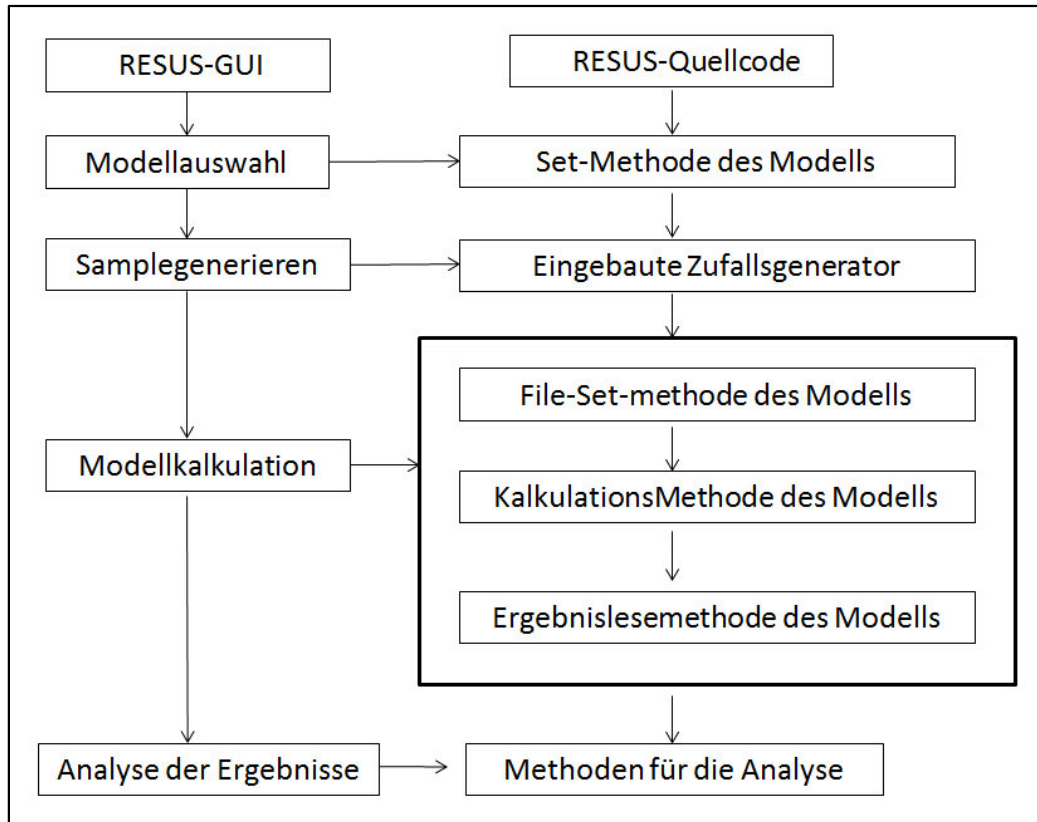 RESUS-GUI
RESUS-Quellcode
Modellauswahl
Set-Methode des Modells
Samplegenerieren
Eingebaute Zufallsgenerator
File-Set-methode des Modells
Modellkalkulation
KalkulationsMethode des Modells
Ergebnislesemethode des Modells
Analyse der Ergebnisse
Methoden für die Analyse